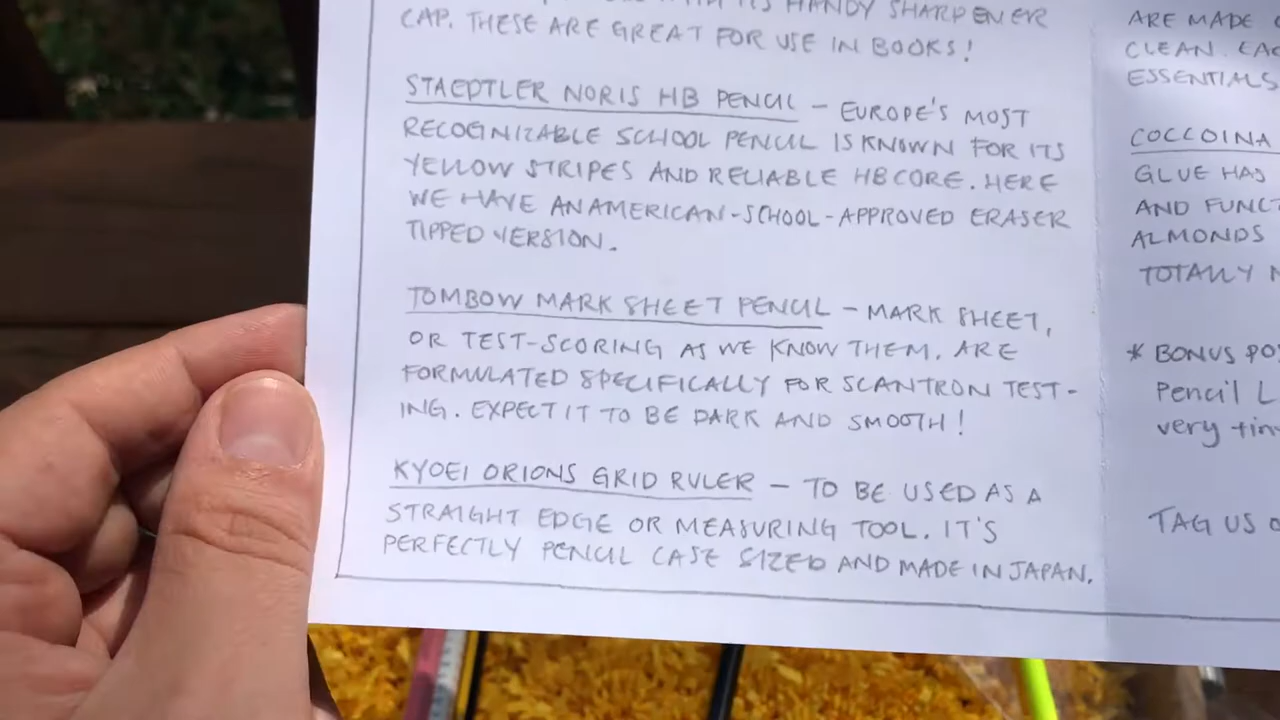 ITS HANDY SHARPENER
CAP. THESE ARE GREAT FOR USE IN BOOKS!
STAEDTLER NORIS HB PENCIL – EUROPE'S MOST
RECOGNIZABLE SCHOOL PENCIL IS KNOWN FOR ITS
YELLOW STRIPES AND RELIABLE HB CORE. HERE
WE HAVE AN AMERICAN-SCHOOL-APPROVED ERASER
TIPPED VERSION.
TOMBOW MARK SHEET PENCIL – MARK SHEET,
OR TEST-SCORING AS WE KNOW THEM, ARE
FORMULATED SPECIFICALLY FOR SCANTRON TEST-
ING. EXPECT IT TO BE DARK AND SMOOTH!
KYOEI ORIONS GRID RULER – TO BE USED AS A
STRAIGHT EDGE OR MEASURING TOOL. IT'S
PERFECTLY PENCIL CASE SIZED AND MADE IN JAPAN.
ARE MADE
CLEAN.
ESSENTIALS
COCCOINA
GLUE HAS
AND
ALMONDS
TOTALLY
* BONUS
Pencil
very
TAG US